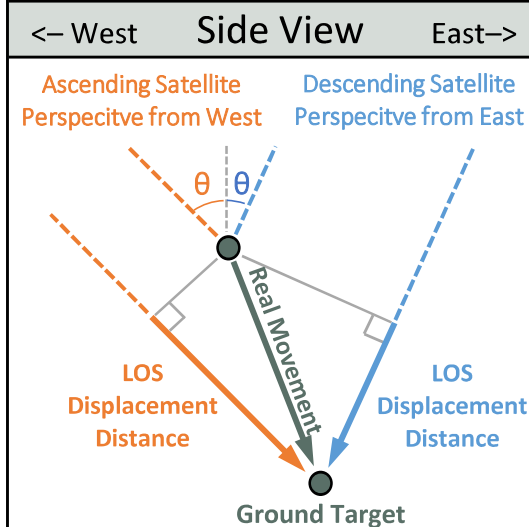 <– West Side View East–>
Ascending Satellite
Perspecitve from West
Descending Satellite
Perspecitve from East
θ θ
Real Movement
LOS
Displacement
Distance
LOS
Displacement
Distance
Ground Target